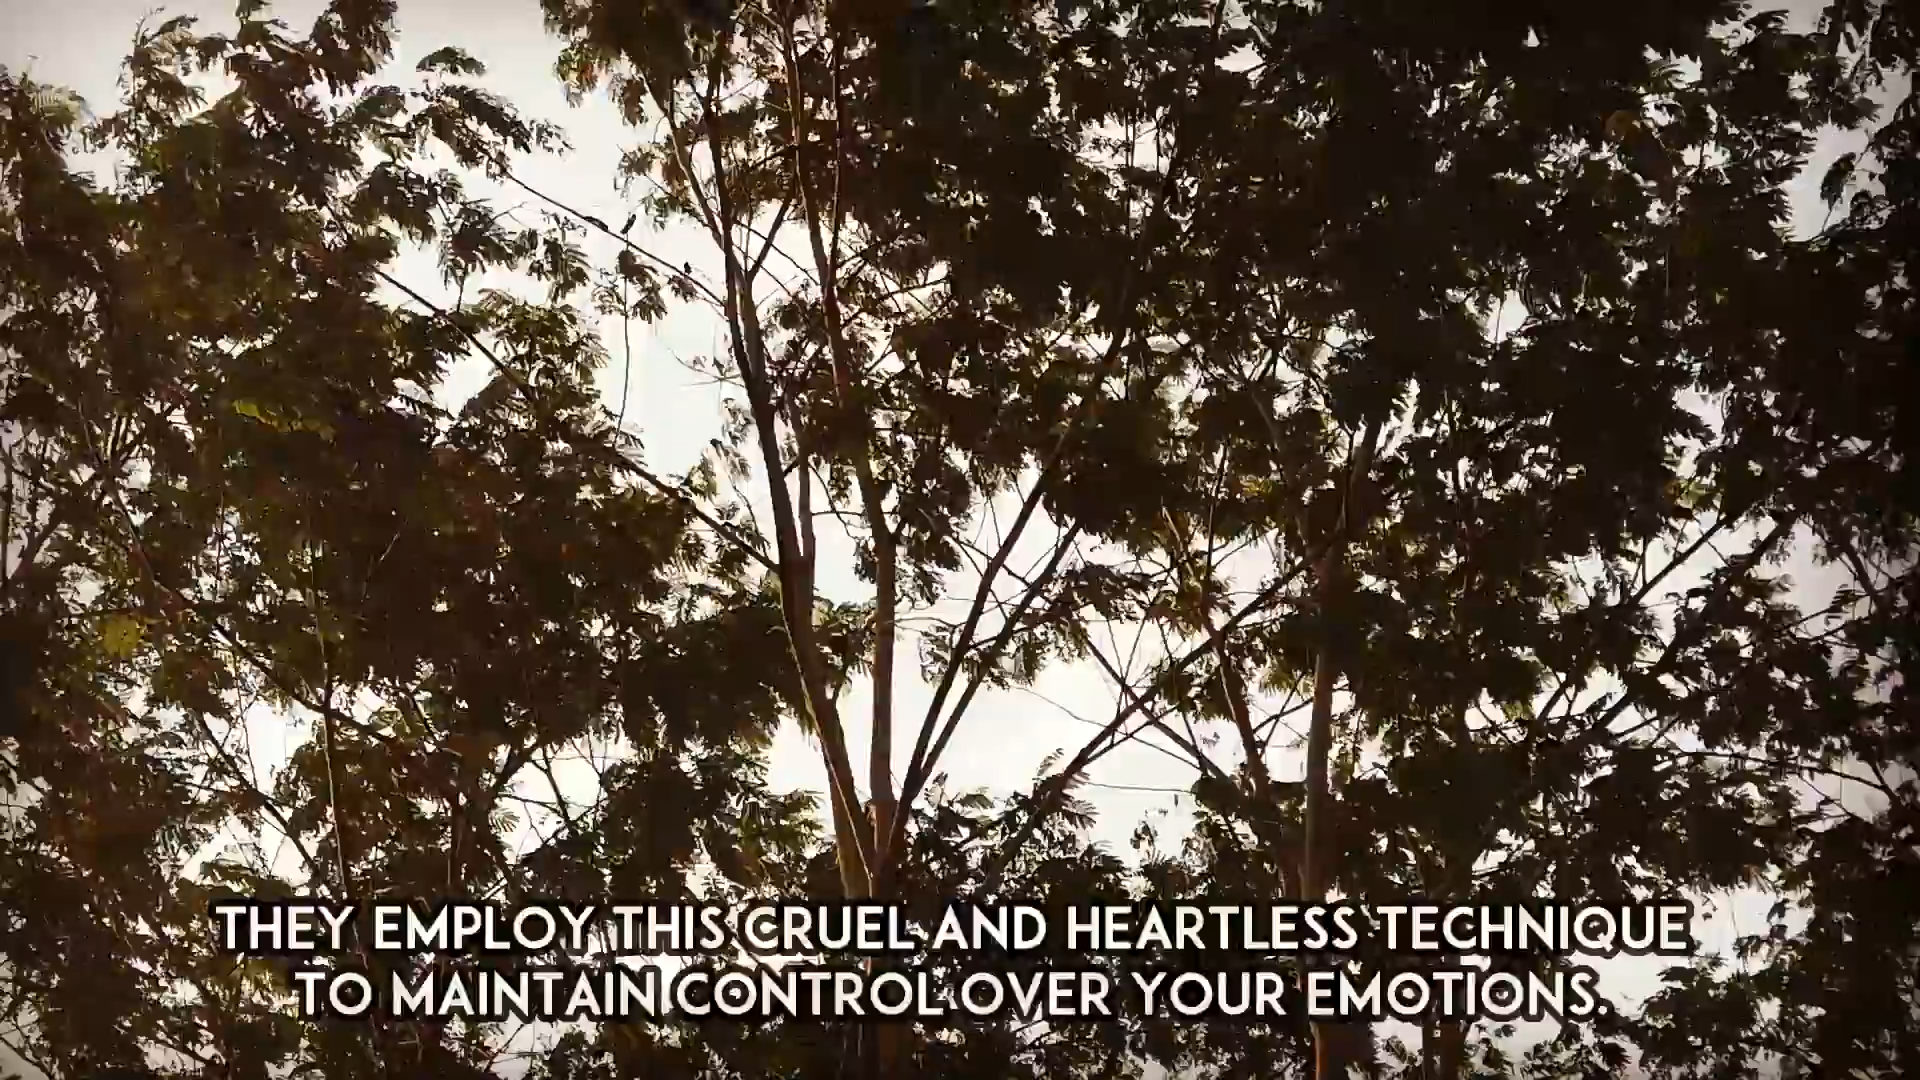 THEY EMPLOY THIS CRUEL AND HEARTLESS TECHNIQUE
TO MAINTAIN CONTROL OVER YOUR EMOTIONS.